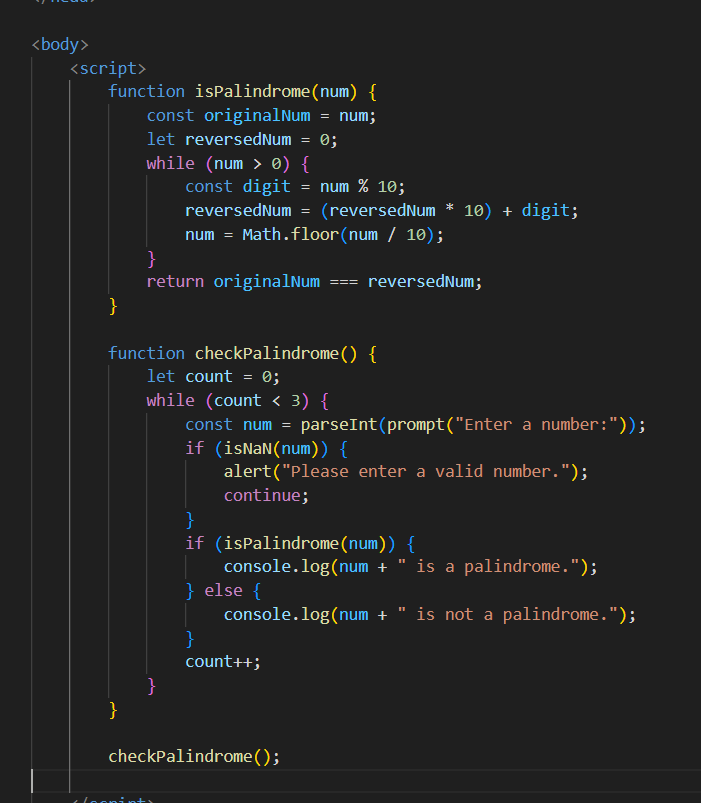 </head>
<body>
<script>
function isPalindrome(num) {
const originalNum = num;
let reversedNum = 0;
while (num > 0) {
const digit = num % 10;
reversedNum = (reversedNum * 10) + digit;
num = Math.floor(num / 10);
}
return originalNum === reversedNum;
}
function checkPalindrome() {
let count = 0;
while (count < 3) {
const num = parseInt(prompt("Enter a number:"));
if (isNaN(num)) {
alert("Please enter a valid number.");
continue;
}
if (isPalindrome(num)) {
console.log(num + " is a palindrome.");
} else {
console.log(num + " is not a palindrome.");
}
count++;
}
}
checkPalindrome();
</script>